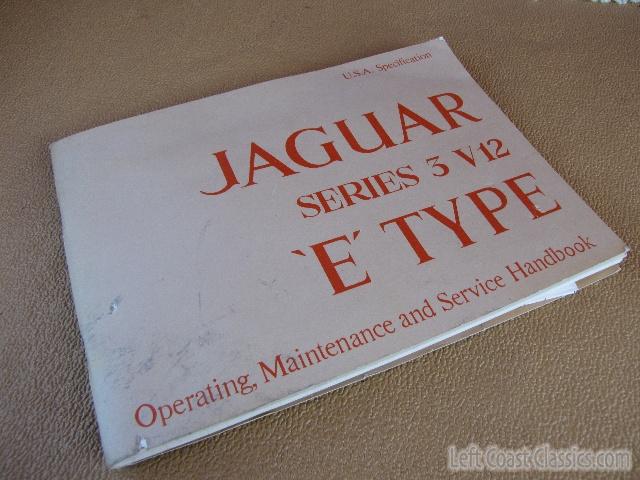 U.S.A. Specification
JAGUAR
SERIES 3 V12
'E' TYPE
Operating, Maintenance and Service Handbook
Left Coast Classics.com